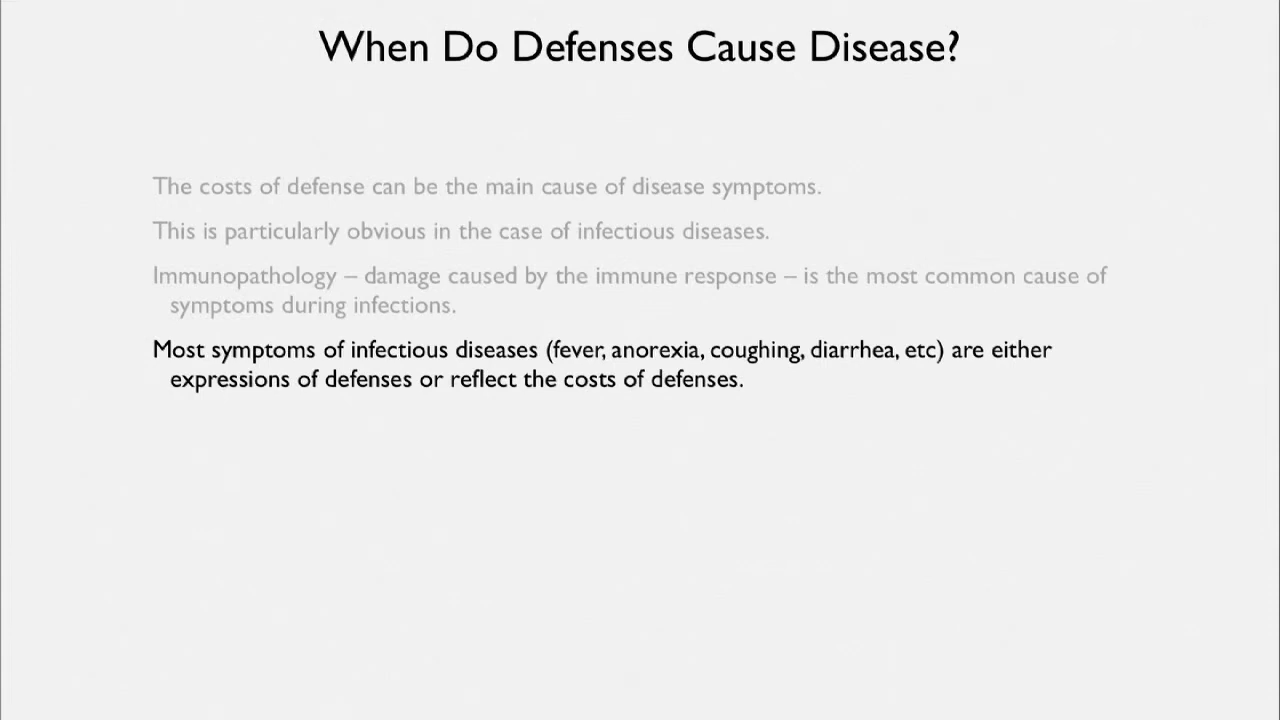 When Do Defenses Cause Disease?
The costs of defense can be the main cause of disease symptoms.
This is particularly obvious in the case of infectious diseases.
Immunopathology – damage caused by the immune response – is the most common cause of
symptoms during infections.
Most symptoms of infectious diseases (fever, anorexia, coughing, diarrhea, etc) are either
expressions of defenses or reflect the costs of defenses.